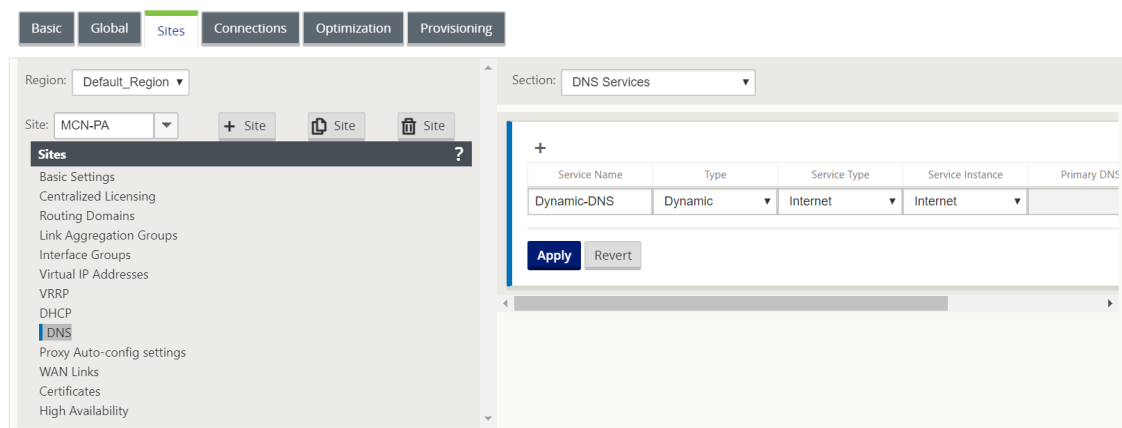 Basic Global Sites Connections Optimization Provisioning
Region: Default_Region
Section: DNS Services
Site: MCN-PA + Site Site Site
Sites ?
Basic Settings
Centralized Licensing
Routing Domains
Link Aggregation Groups
Interface Groups
Virtual IP Addresses
VRRP
DHCP
DNS
Proxy Auto-config settings
WAN Links
Certificates
High Availability
+
Service Name Type Service Type Service Instance Primary DNS
Dynamic-DNS Dynamic Internet Internet
Apply Revert